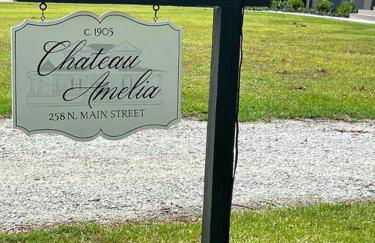 C. 1905
Chateau
Amelia
258 N. MAIN STREET